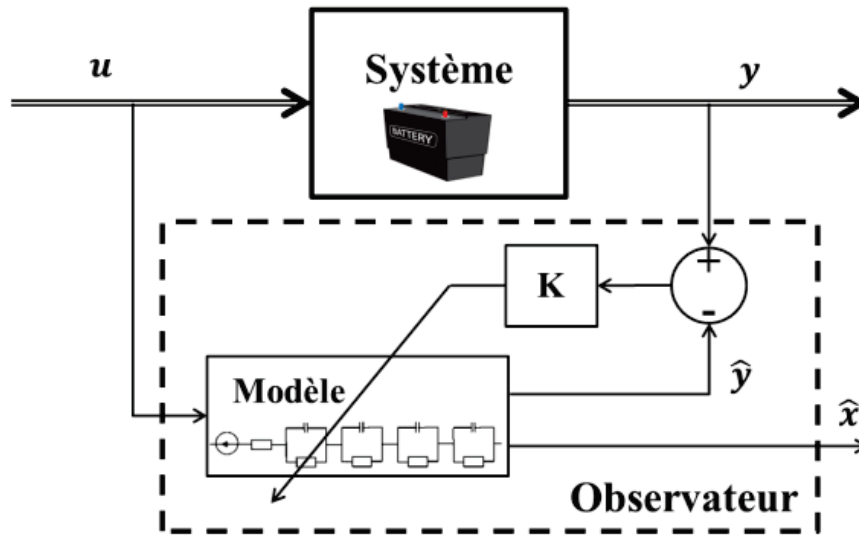 u
Système
y
BATTERY
+
K
-
Modèle
ŷ
x̂
Observateur